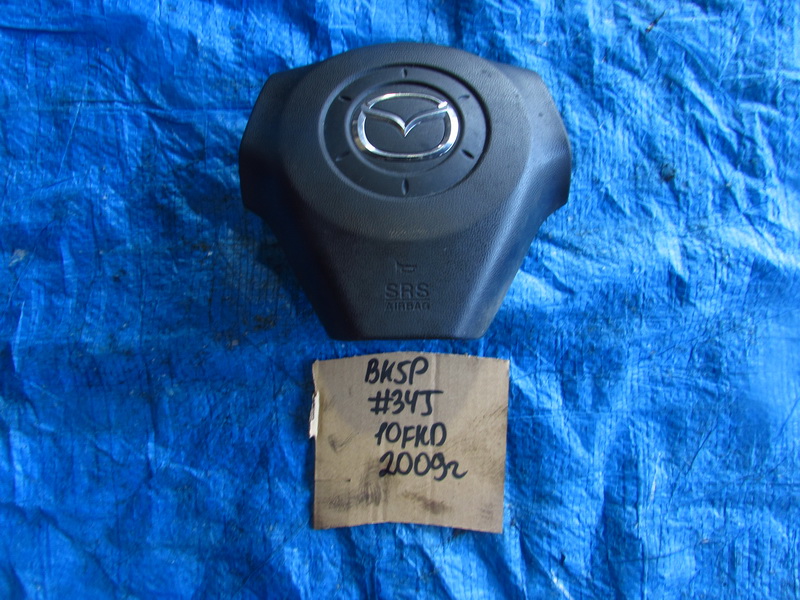 SRS
AIRBAG
BK5P
#34J
10FKD
2009г